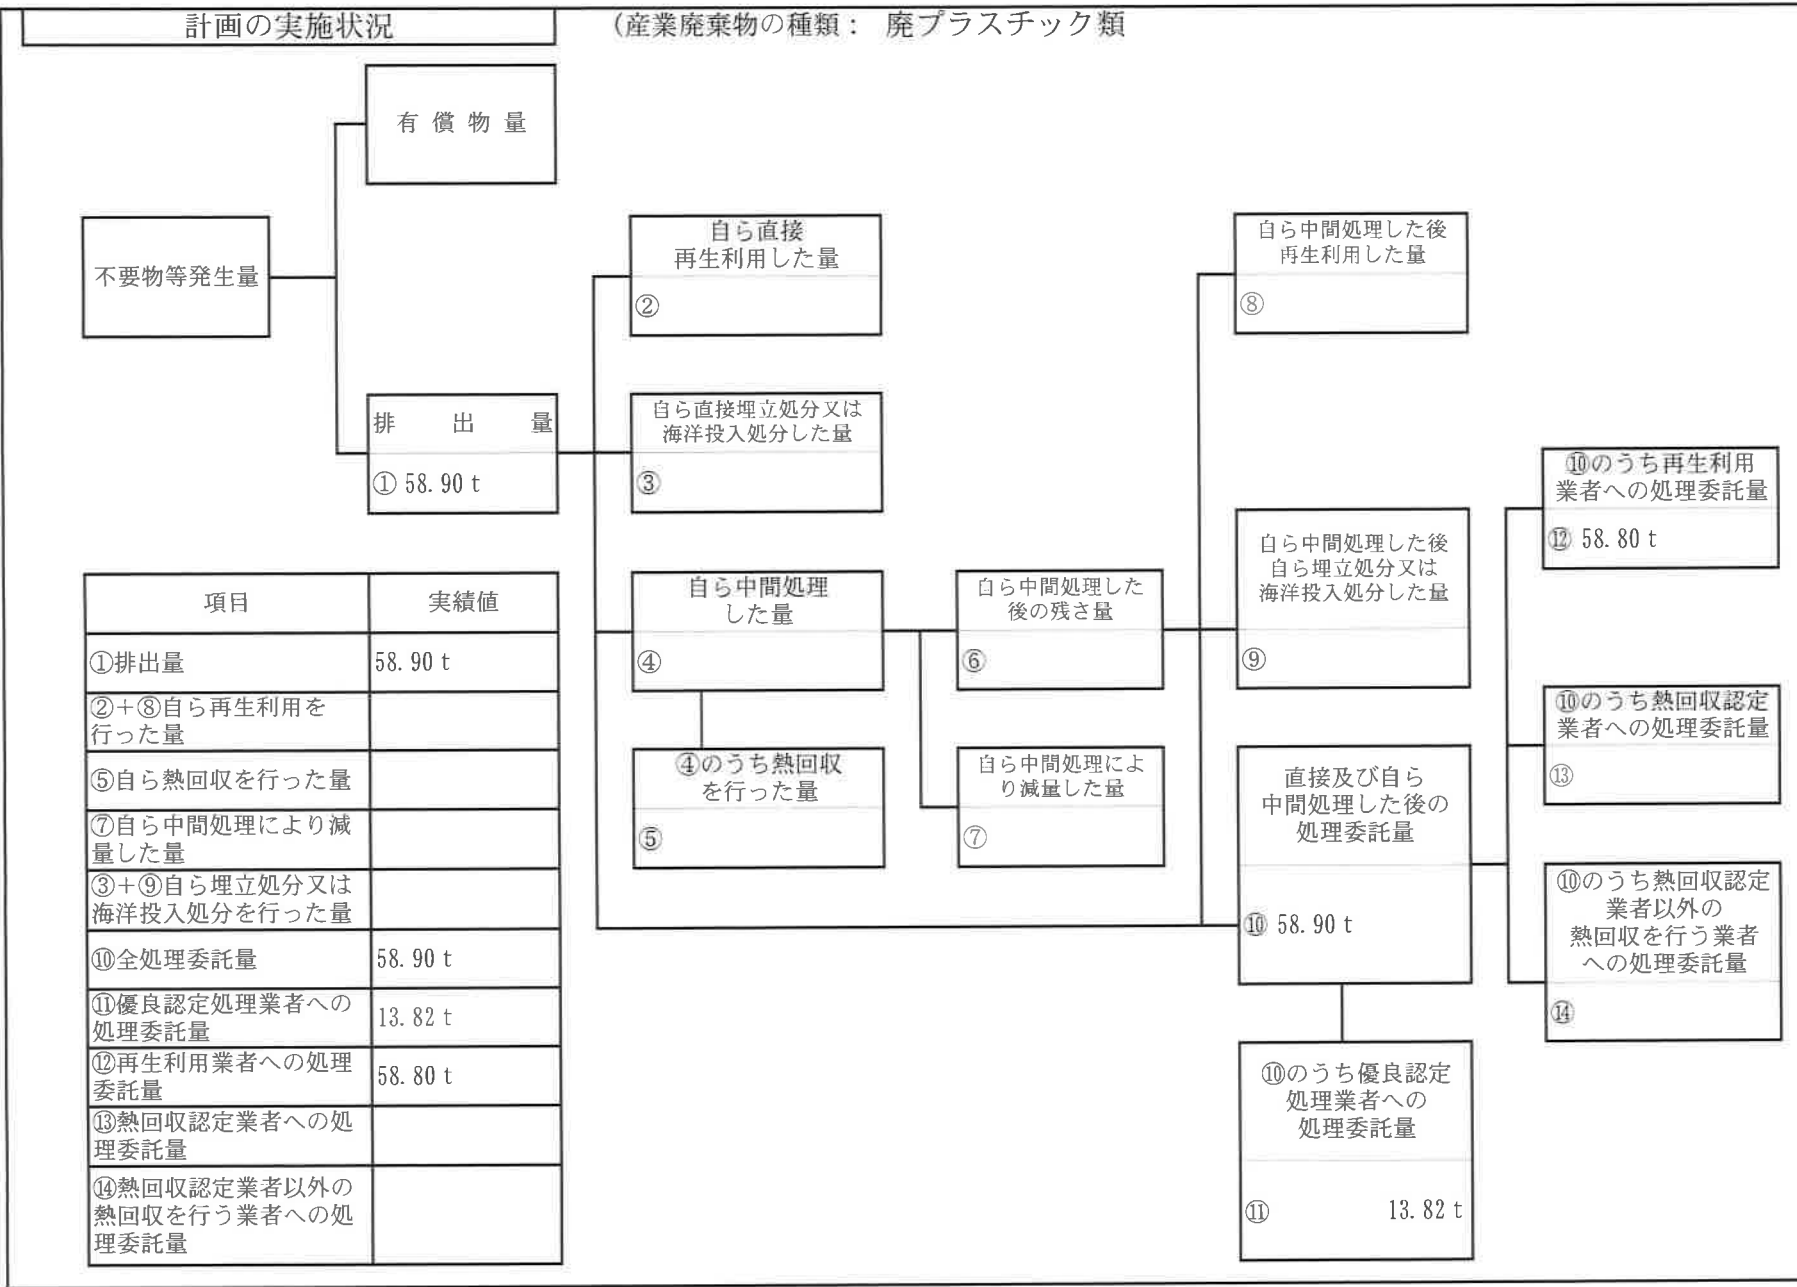 計画の実施状況
(産業廃棄物の種類： 廃プラスチック類
有 償 物 量
不要物等発生量
排 出 量
① 58.90 t
自ら直接
再生利用した量
②
自ら直接埋立処分又は
海洋投入処分した量
③
自ら中間処理
した量
④
④のうち熱回収
を行った量
⑤
自ら中間処理した
後の残さ量
⑥
自ら中間処理によ
り減量した量
⑦
自ら中間処理した後
再生利用した量
⑧
自ら中間処理した後
自ら埋立処分又は
海洋投入処分した量
⑨
直接及び自ら
中間処理した後の
処理委託量
⑩ 58.90 t
⑩のうち優良認定
処理業者への
処理委託量
⑪ 13.82 t
⑩のうち再生利用
業者への処理委託量
⑫ 58.80 t
⑩のうち熱回収認定
業者への処理委託量
⑬
⑩のうち熱回収認定
業者以外の
熱回収を行う業者
への処理委託量
⑭
項目 実績値
①排出量 58.90 t
②＋⑧自ら再生利用を
行った量
⑤自ら熱回収を行った量
⑦自ら中間処理により減
量した量
③＋⑨自ら埋立処分又は
海洋投入処分を行った量
⑩全処理委託量 58.90 t
⑪優良認定処理業者への
処理委託量 13.82 t
⑫再生利用業者への処理
委託量 58.80 t
⑬熱回収認定業者への処
理委託量
⑭熱回収認定業者以外の
熱回収を行う業者への処
理委託量